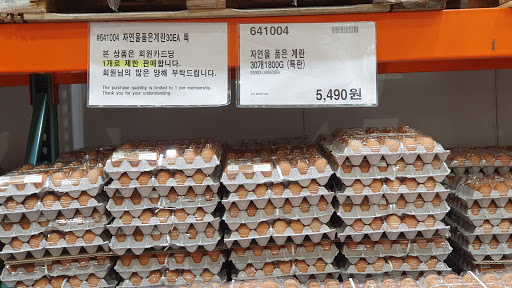 #641004 자연을품은계란30EA 특
본 상품은 회원카드당
1개로 제한 판매합니다.
회원님의 많은 양해 부탁드립니다.
The purchase quantity is limited to 1 per membership.
Thank you for your understanding.
641004
자연을 품은 계란
30개1800G (특란)
5,490원